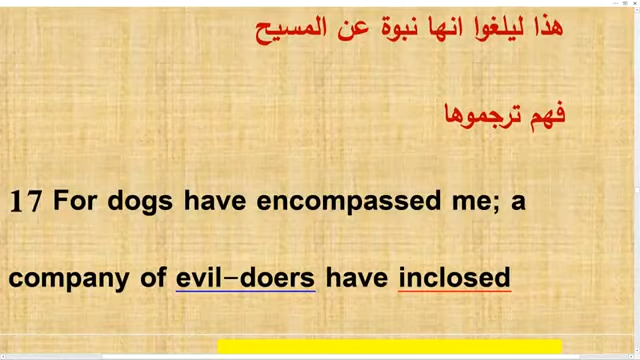 هذا ليلغوا انها نبوة عن المسيح
فهم ترجموها
17 For dogs have encompassed me; a
company of evil-doers have inclosed